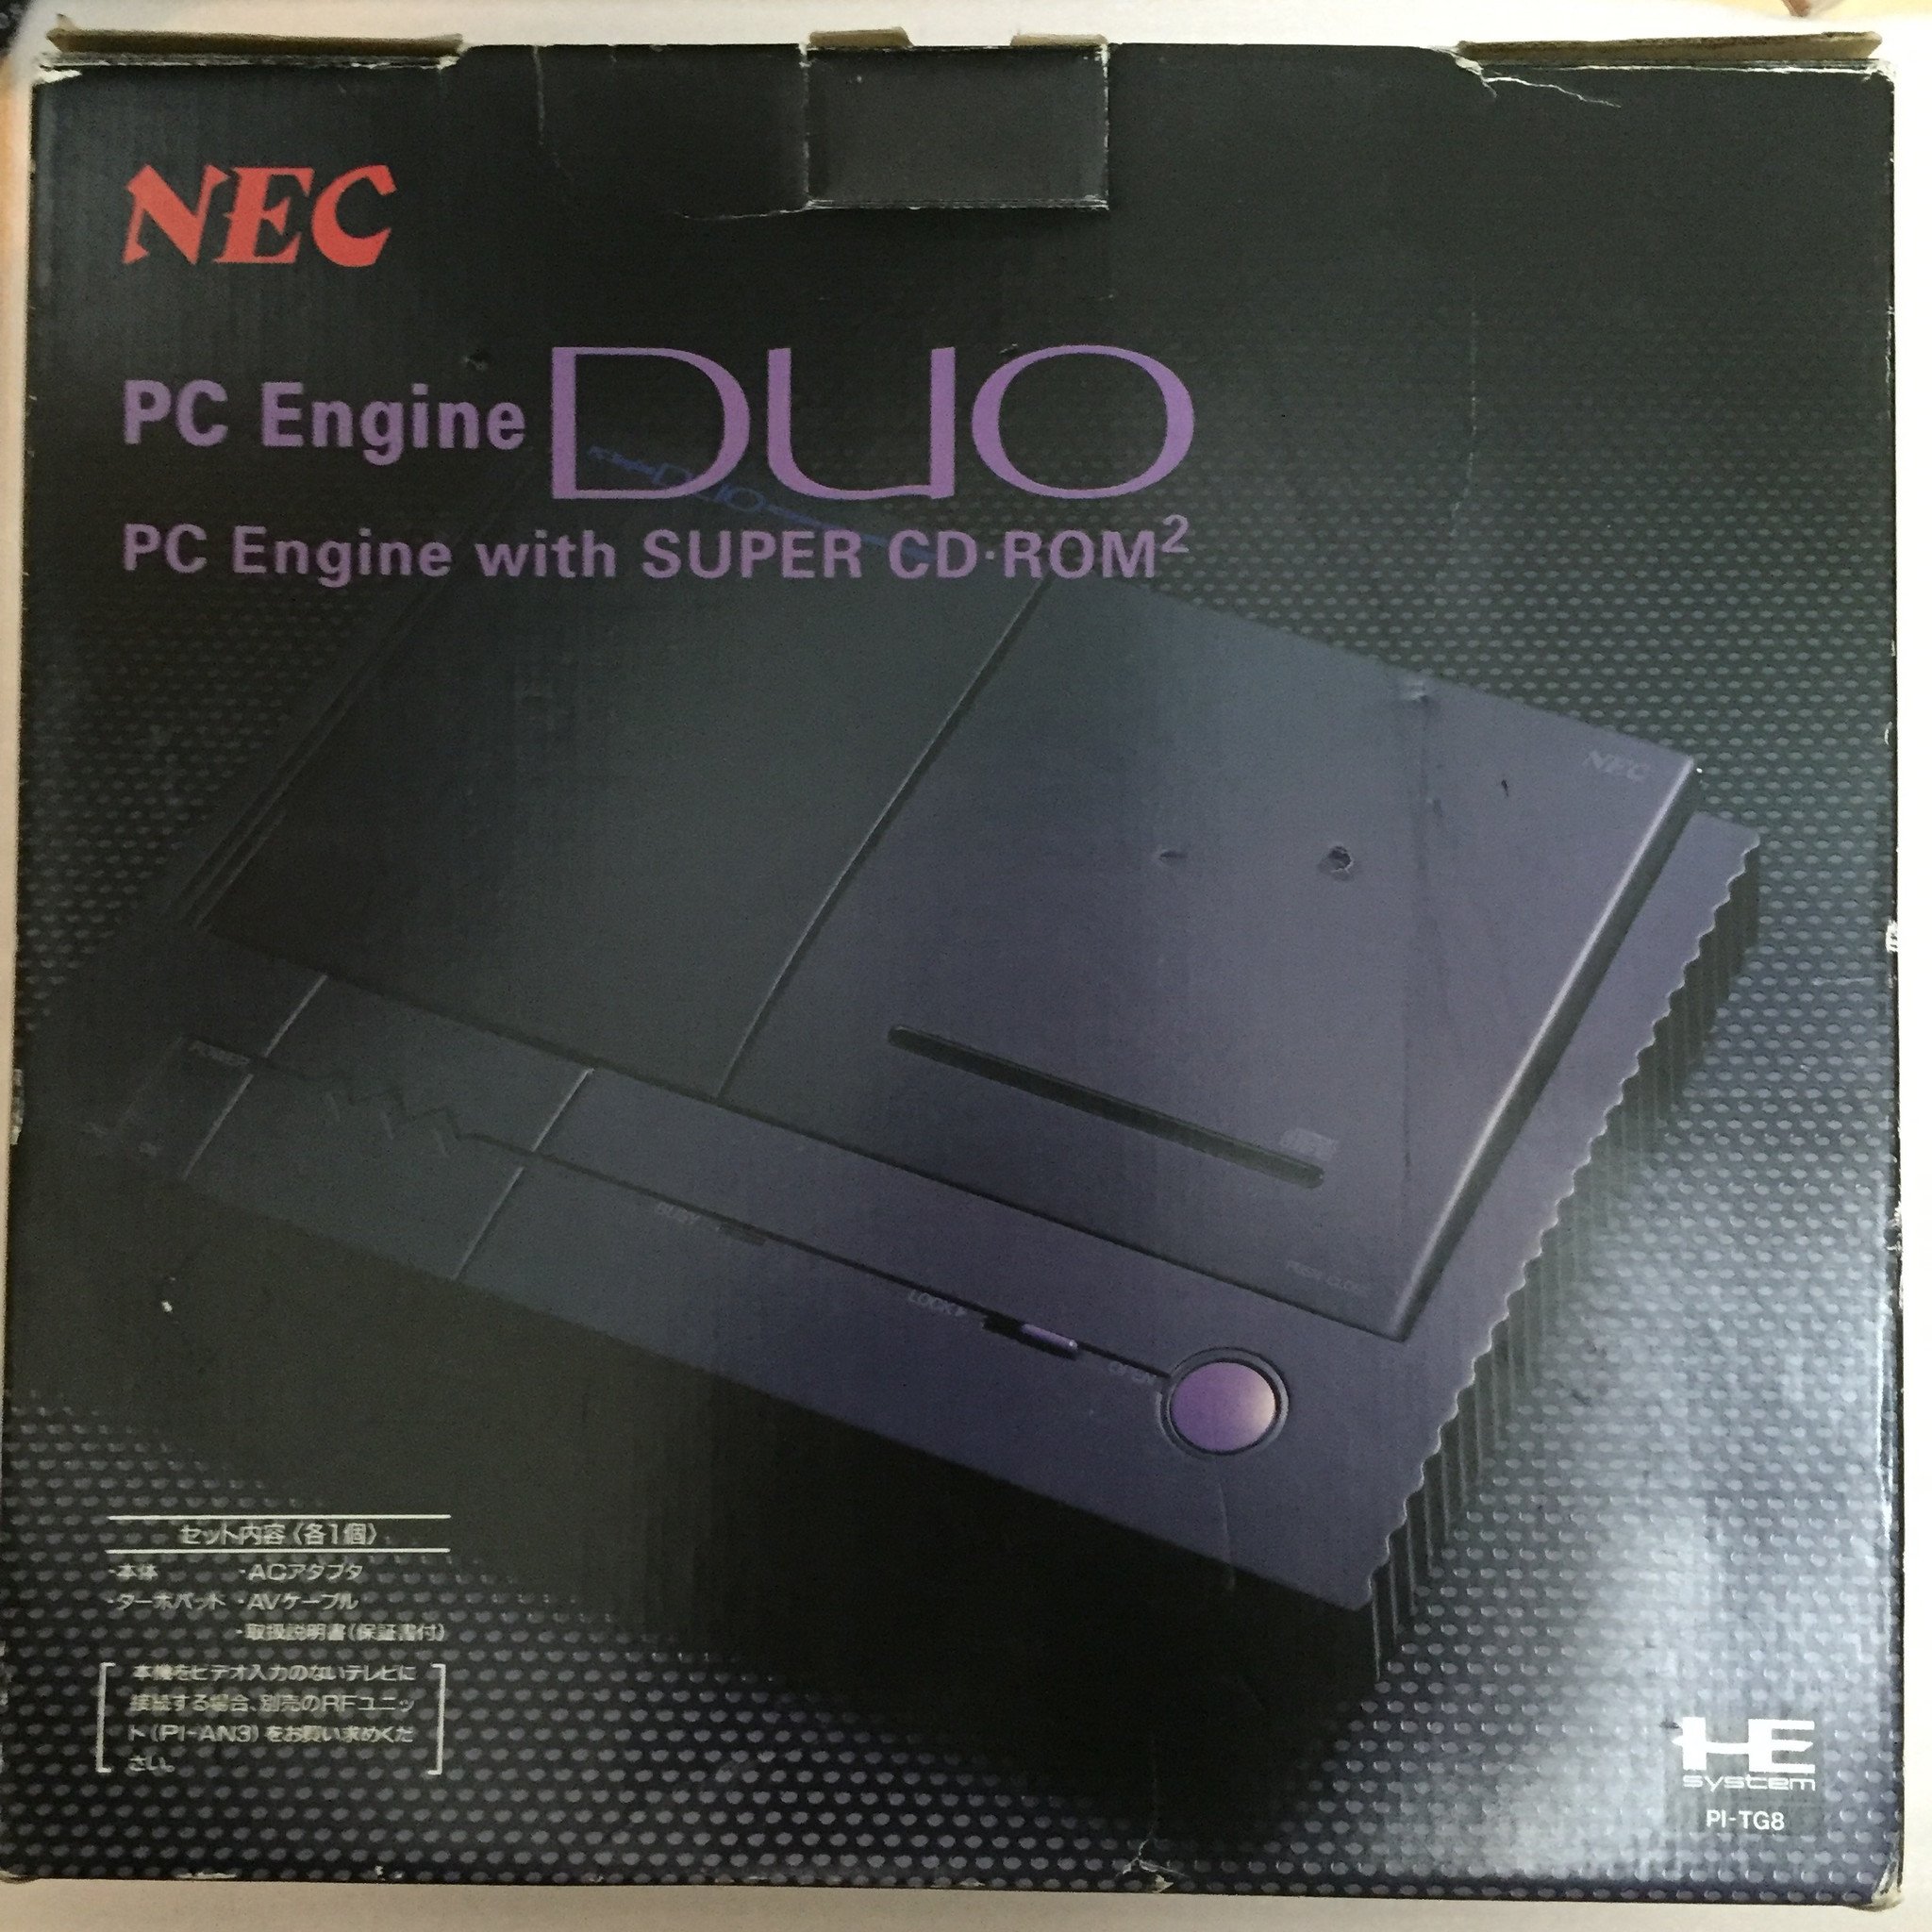 NEC
PC Engine DUO
PC Engine with SUPER CD·ROM²
NEC
POWER
BUSY
LOCK
OPEN
セット内容〈各1個〉
・本体 ・ACアダプタ
・ターボパッド ・AVケーブル
・取扱説明書(保証書付)
本機をビデオ入力のないテレビに
接続する場合、別売のRFユニッ
ト(PI-AN3)をお買い求めくだ
さい。
HE
system
PI-TG8